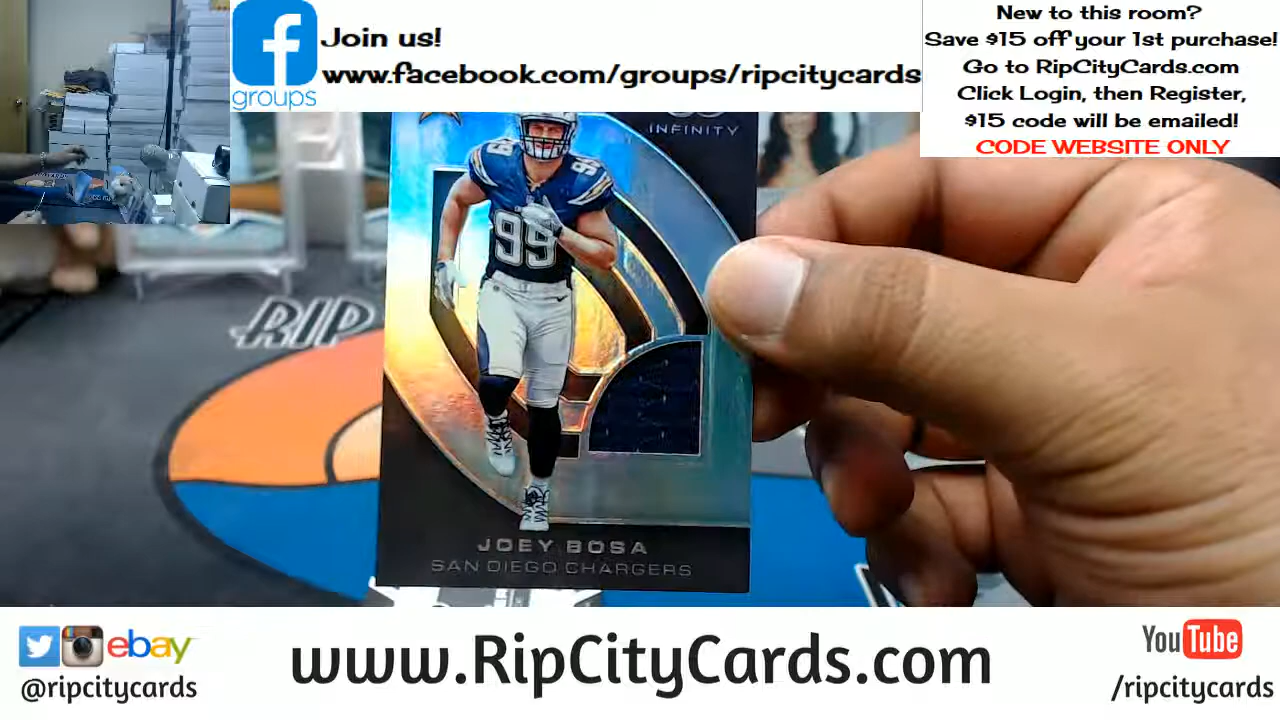 f
groups
Join us!
www.facebook.com/groups/ripcitycards
New to this room?
Save $15 off your 1st purchase!
Go to RipCityCards.com
Click Login, then Register,
$15 code will be emailed!
CODE WEBSITE ONLY
INFINITY
99
99
RIP
JOEY BOSA
SAN DIEGO CHARGERS
ebay
@ripcitycards
www.RipCityCards.com
YouTube
/ripcitycards